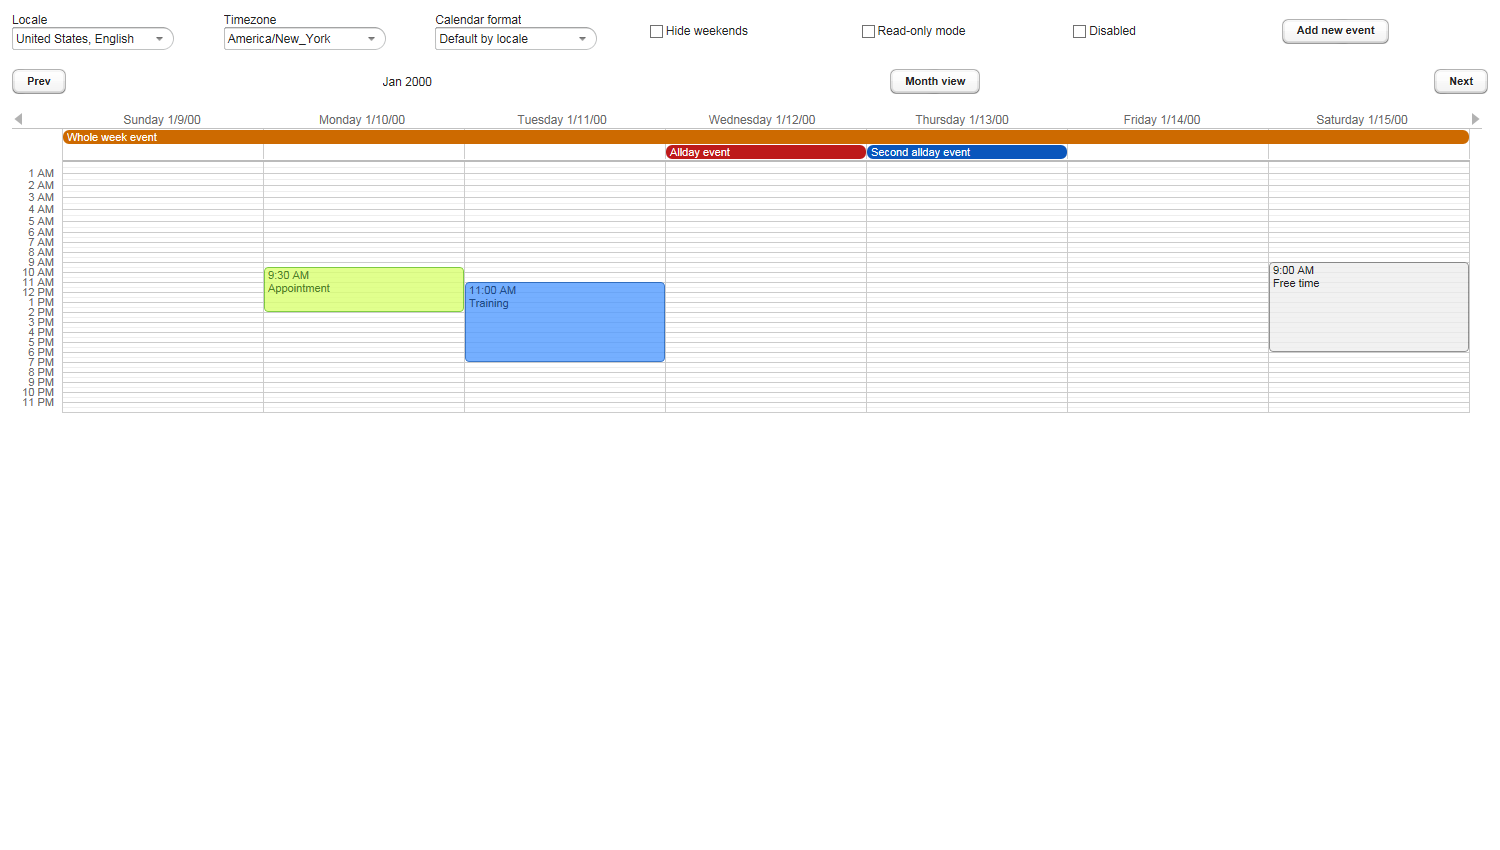 Locale
Timezone
Calendar format
United States, English
America/New_York
Default by locale
Hide weekends
Read-only mode
Disabled
Add new event
Prev
Jan 2000
Month view
Next
Sunday 1/9/00
Monday 1/10/00
Tuesday 1/11/00
Wednesday 1/12/00
Thursday 1/13/00
Friday 1/14/00
Saturday 1/15/00
Whole week event
Allday event
Second allday event
1 AM
2 AM
3 AM
4 AM
5 AM
6 AM
7 AM
8 AM
9 AM
10 AM
11 AM
12 PM
1 PM
2 PM
3 PM
4 PM
5 PM
6 PM
7 PM
8 PM
9 PM
10 PM
11 PM
9:30 AM
Appointment
11:00 AM
Training
9:00 AM
Free time